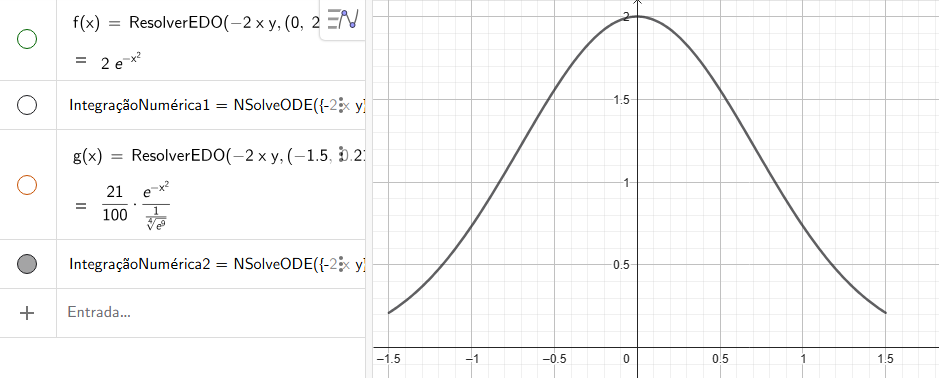 f(x) = ResolverEDO(−2 x y, (0, 2
= 2 e^−x²
IntegraçãoNumérica1 = NSolveODE({-2 x y}
g(x) = ResolverEDO(−2 x y, (−1.5, 0.21
= 21/100 · e^−x² / (1/∜e⁹)
IntegraçãoNumérica2 = NSolveODE({-2 x y}
+ Entrada...
2
1.5
1
0.5
−1.5 −1 −0.5 0 0.5 1 1.5